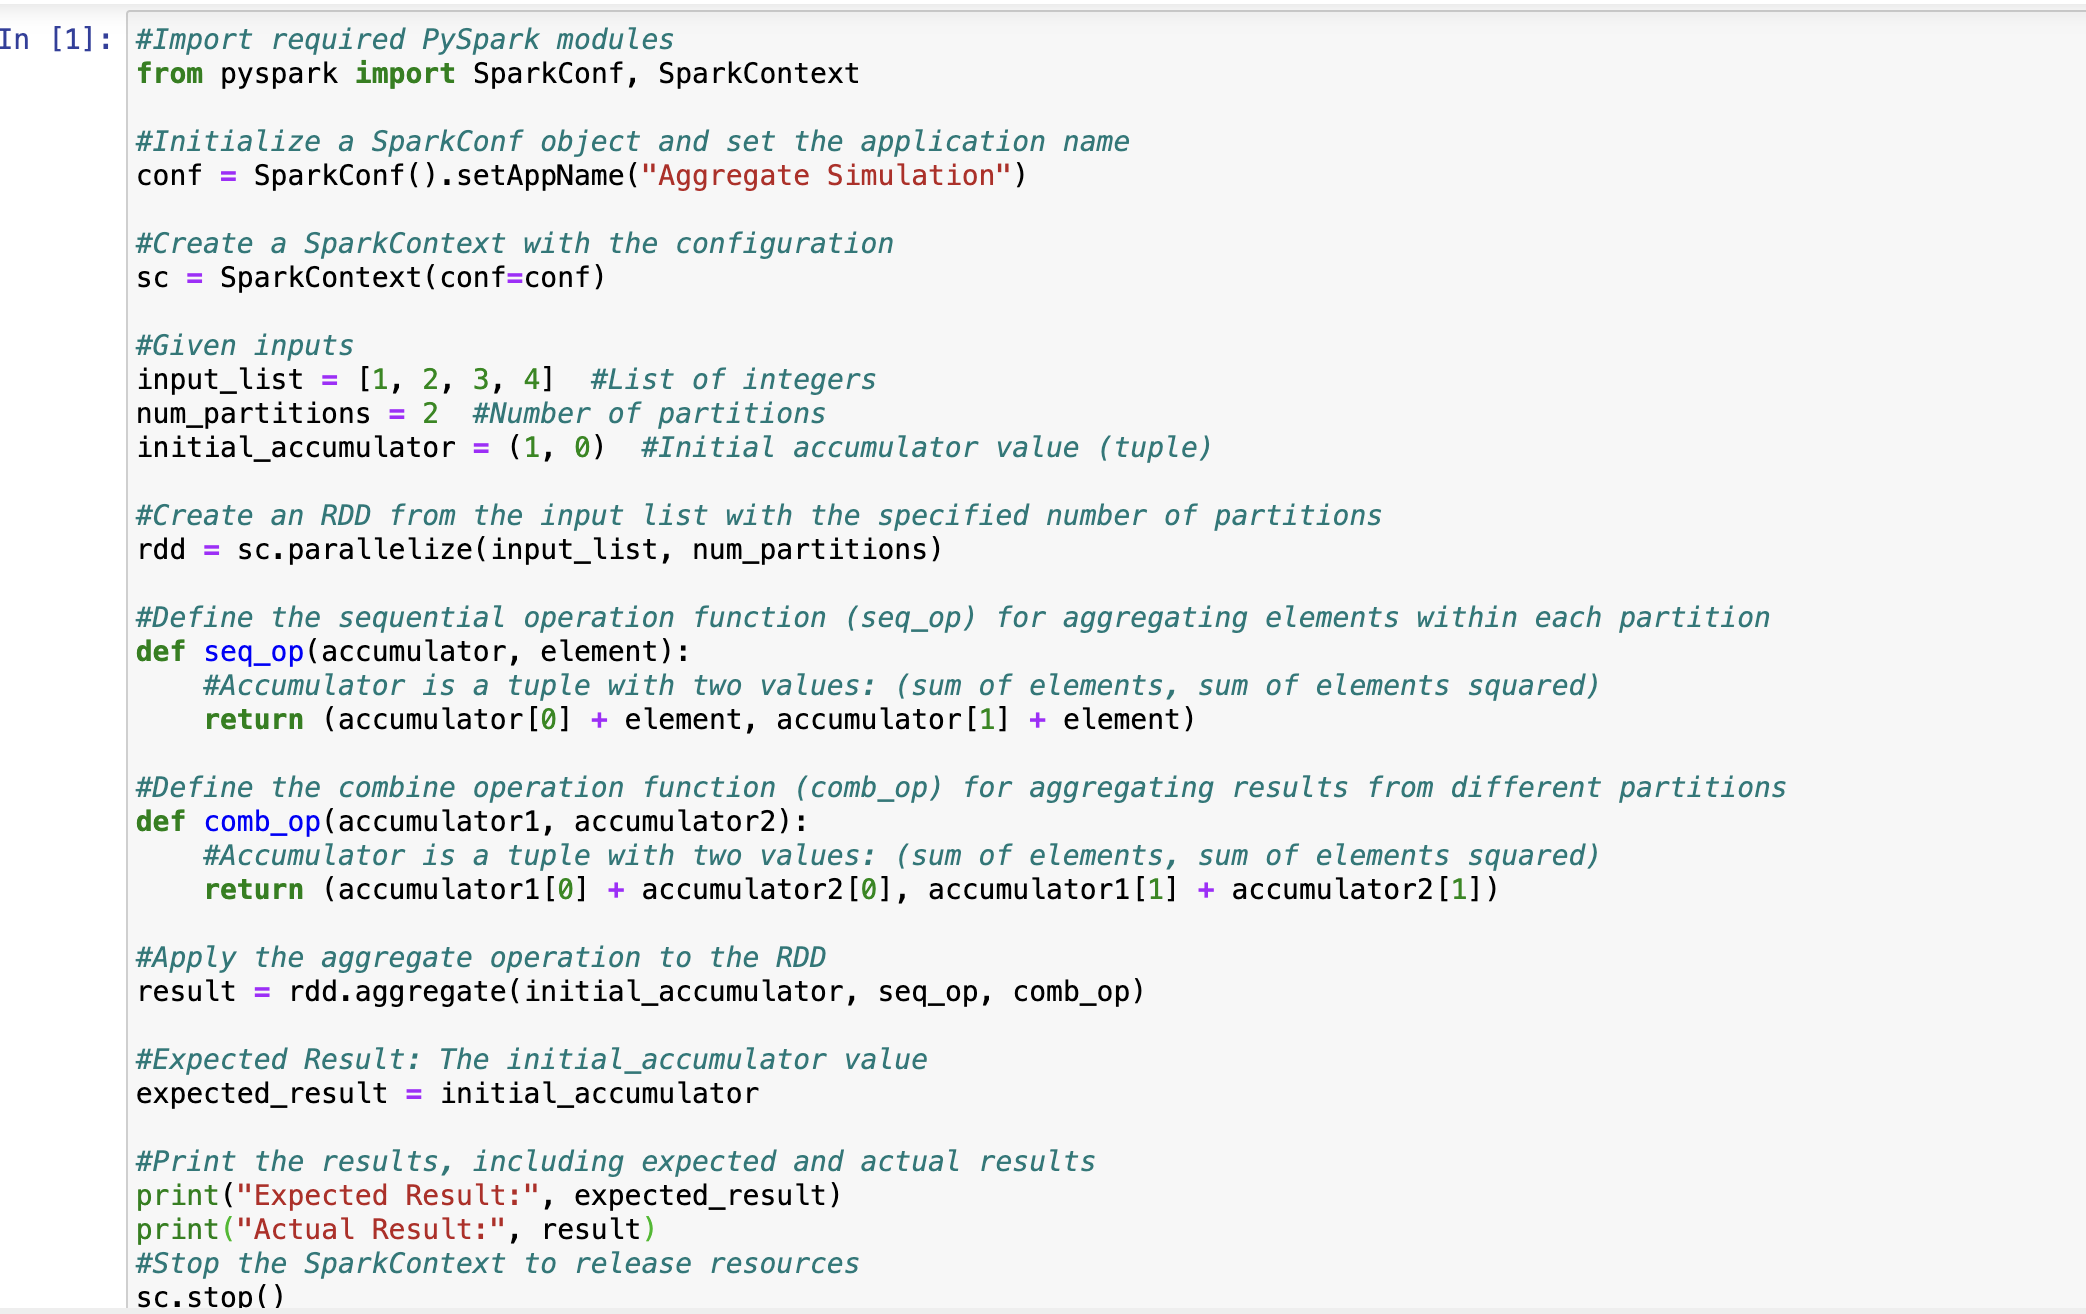 In [1]: #Import required PySpark modules
from pyspark import SparkConf, SparkContext

#Initialize a SparkConf object and set the application name
conf = SparkConf().setAppName("Aggregate Simulation")

#Create a SparkContext with the configuration
sc = SparkContext(conf=conf)

#Given inputs
input_list = [1, 2, 3, 4]  #List of integers
num_partitions = 2  #Number of partitions
initial_accumulator = (1, 0)  #Initial accumulator value (tuple)

#Create an RDD from the input list with the specified number of partitions
rdd = sc.parallelize(input_list, num_partitions)

#Define the sequential operation function (seq_op) for aggregating elements within each partition
def seq_op(accumulator, element):
    #Accumulator is a tuple with two values: (sum of elements, sum of elements squared)
    return (accumulator[0] + element, accumulator[1] + element)

#Define the combine operation function (comb_op) for aggregating results from different partitions
def comb_op(accumulator1, accumulator2):
    #Accumulator is a tuple with two values: (sum of elements, sum of elements squared)
    return (accumulator1[0] + accumulator2[0], accumulator1[1] + accumulator2[1])

#Apply the aggregate operation to the RDD
result = rdd.aggregate(initial_accumulator, seq_op, comb_op)

#Expected Result: The initial_accumulator value
expected_result = initial_accumulator

#Print the results, including expected and actual results
print("Expected Result:", expected_result)
print("Actual Result:", result)
#Stop the SparkContext to release resources
sc.stop()